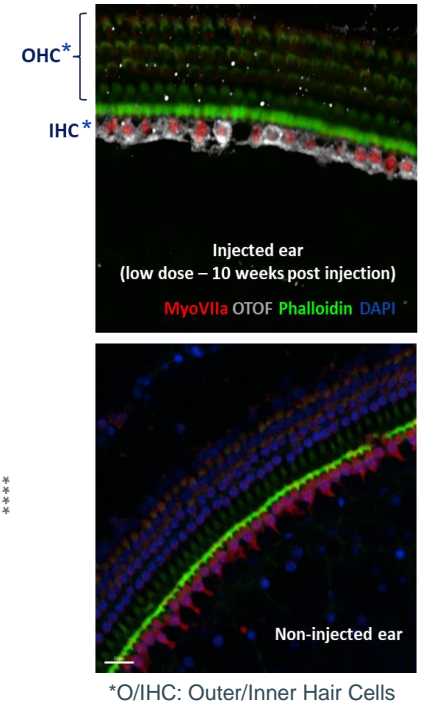 OHC*
IHC*
Injected ear
(low dose – 10 weeks post injection)
MyoVIIa OTOF Phalloidin DAPI
****
Non-injected ear
*O/IHC: Outer/Inner Hair Cells